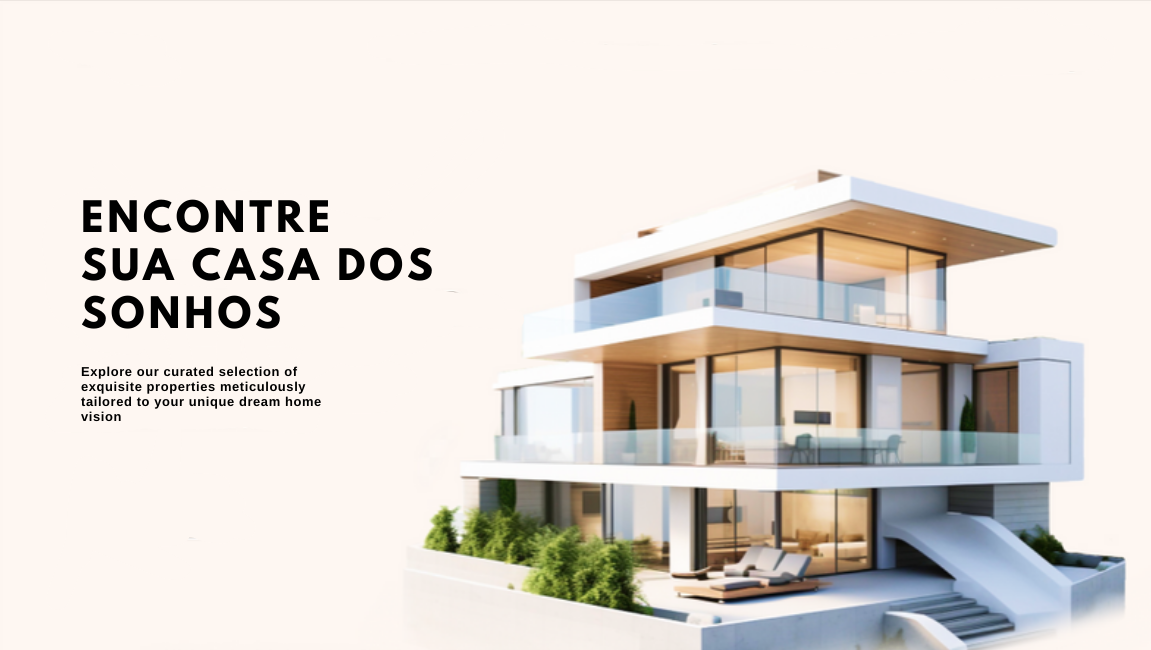 ENCONTRE
SUA CASA DOS
SONHOS
Explore our curated selection of
exquisite properties meticulously
tailored to your unique dream home
vision